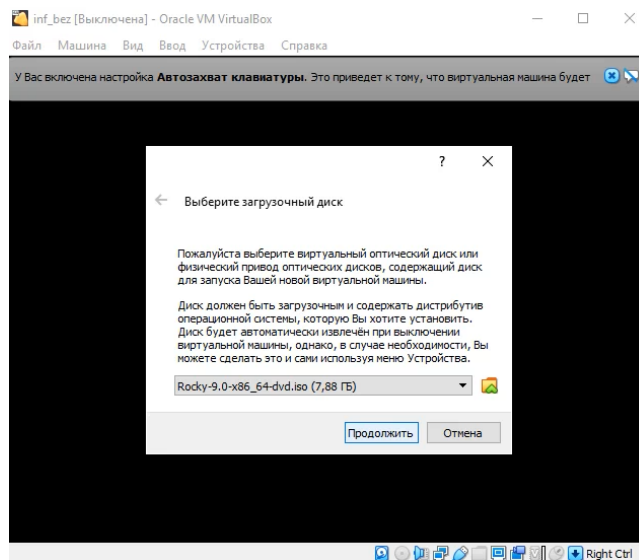 inf_bez [Выключена] - Oracle VM VirtualBox
Файл Машина Вид Ввод Устройства Справка
У Вас включена настройка Автозахват клавиатуры. Это приведет к тому, что виртуальная машина будет
?
Выберите загрузочный диск
Пожалуйста выберите виртуальный оптический диск или
физический привод оптических дисков, содержащий диск
для запуска Вашей новой виртуальной машины.
Диск должен быть загрузочным и содержать дистрибутив
операционной системы, которую Вы хотите установить.
Диск будет автоматически извлечён при выключении
виртуальной машины, однако, в случае необходимости, Вы
можете сделать это и сами используя меню Устройства.
Rocky-9.0-x86_64-dvd.iso (7,88 ГБ)
Продолжить Отмена
Right Ctrl